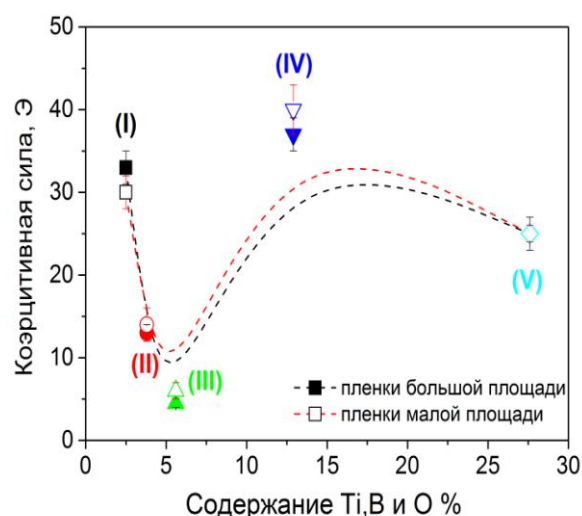 50
40
30
20
10
0
Коэрцитивная сила, Э
(I)
(II)
(III)
(IV)
(V)
пленки большой площади
пленки малой площади
0 5 10 15 20 25 30
Содержание Ti,B и O %